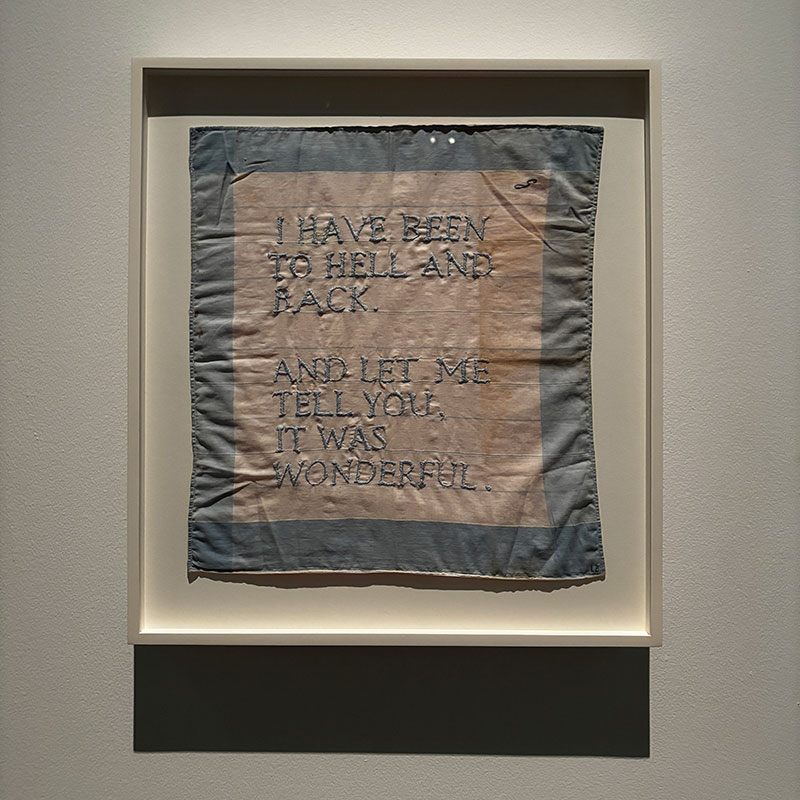 I HAVE BEEN
TO HELL AND
BACK.
AND LET ME
TELL YOU,
IT WAS
WONDERFUL.